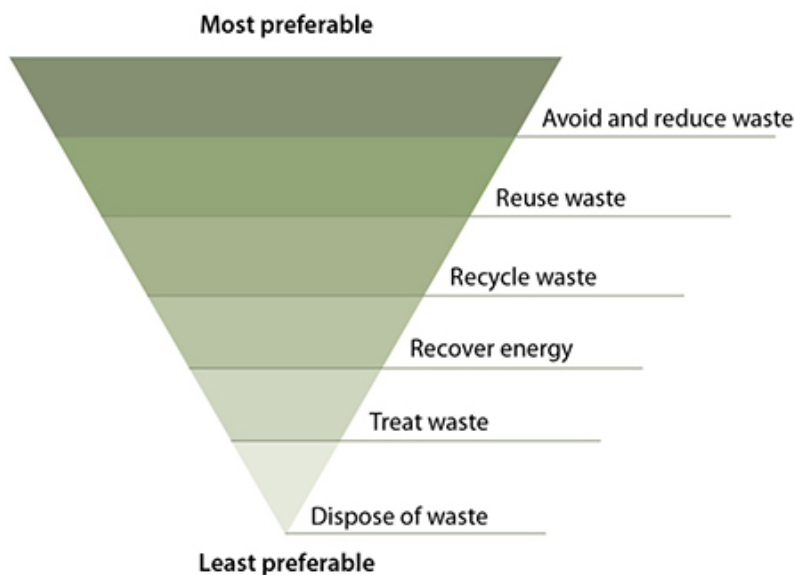 Most preferable
Avoid and reduce waste
Reuse waste
Recycle waste
Recover energy
Treat waste
Dispose of waste
Least preferable